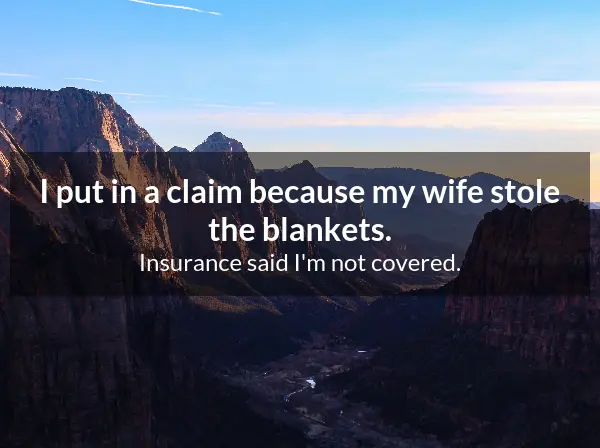 I put in a claim because my wife stole
the blankets.
Insurance said I'm not covered.